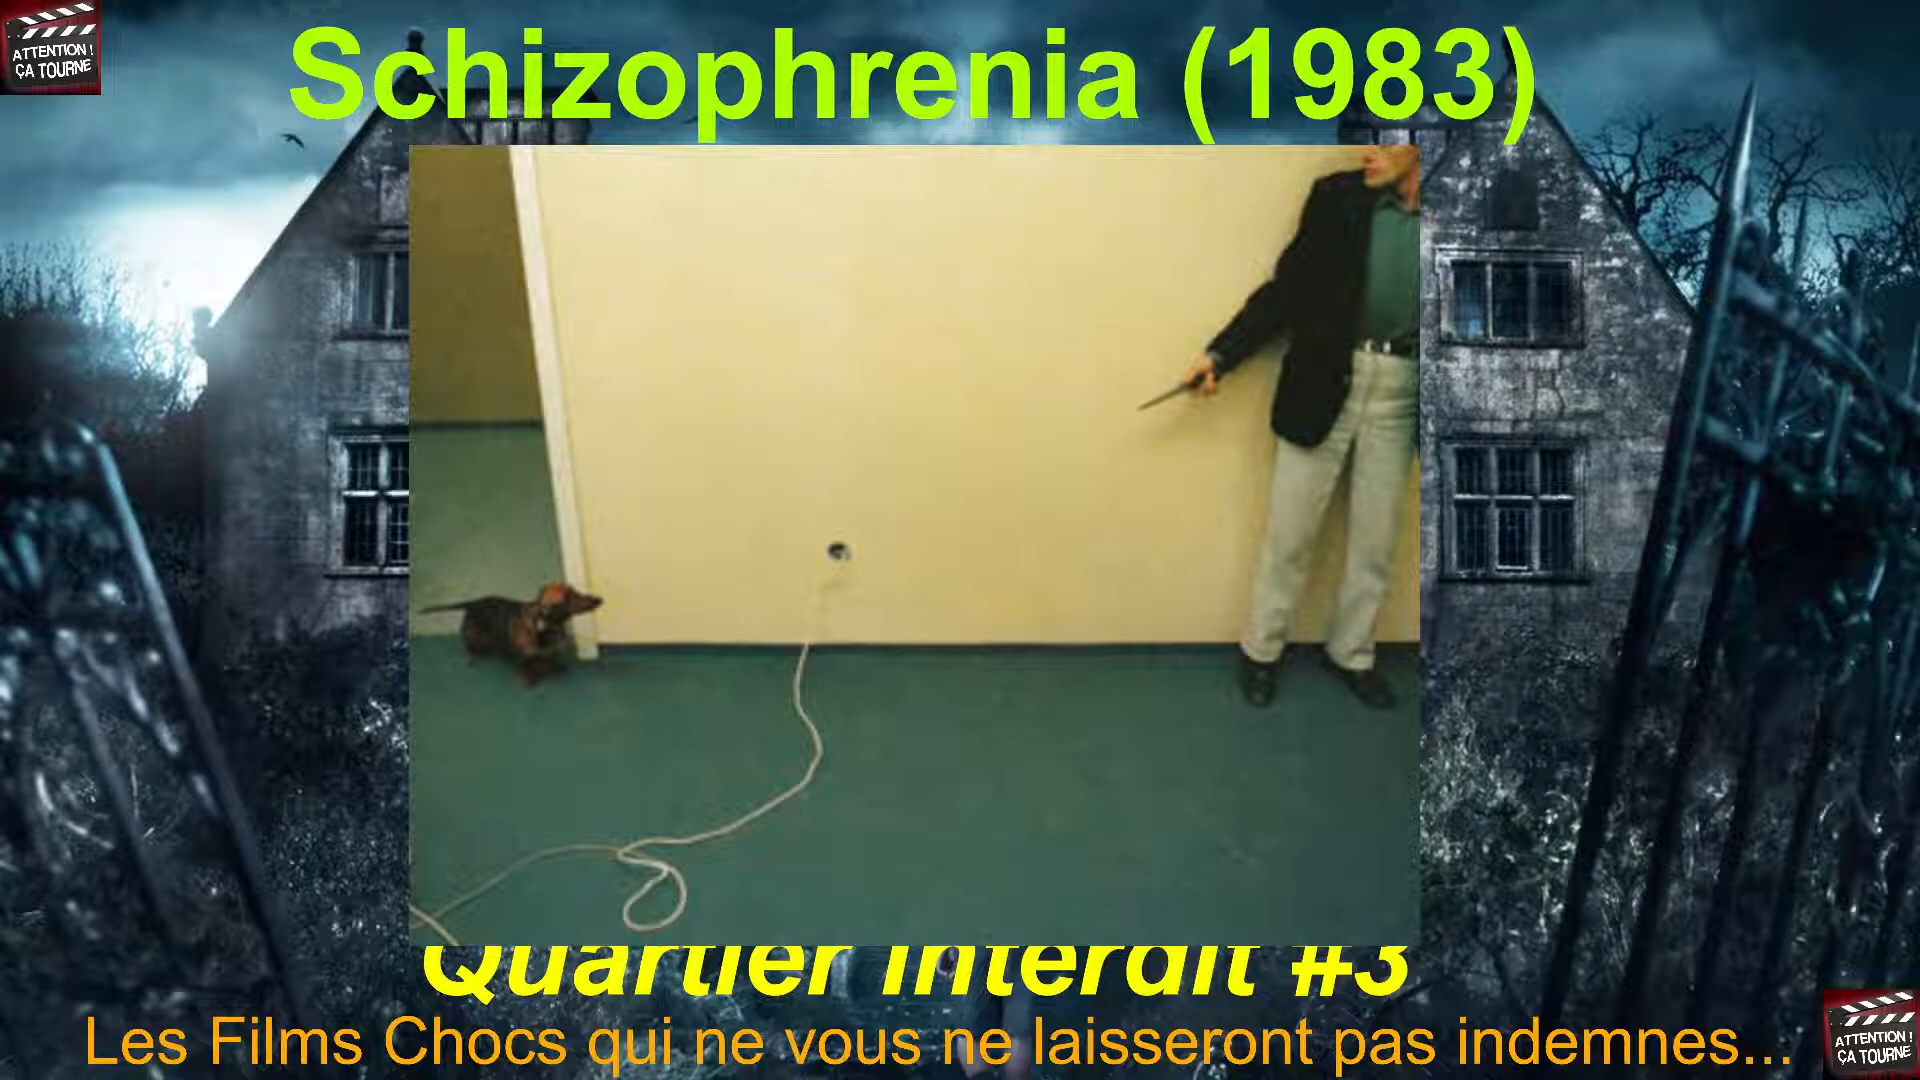 ATTENTION !
ÇA TOURNE
Schizophrenia (1983)
Quartier Interdit #3
Les Films Chocs qui ne vous ne laisseront pas indemnes...
ATTENTION !
ÇA TOURNE